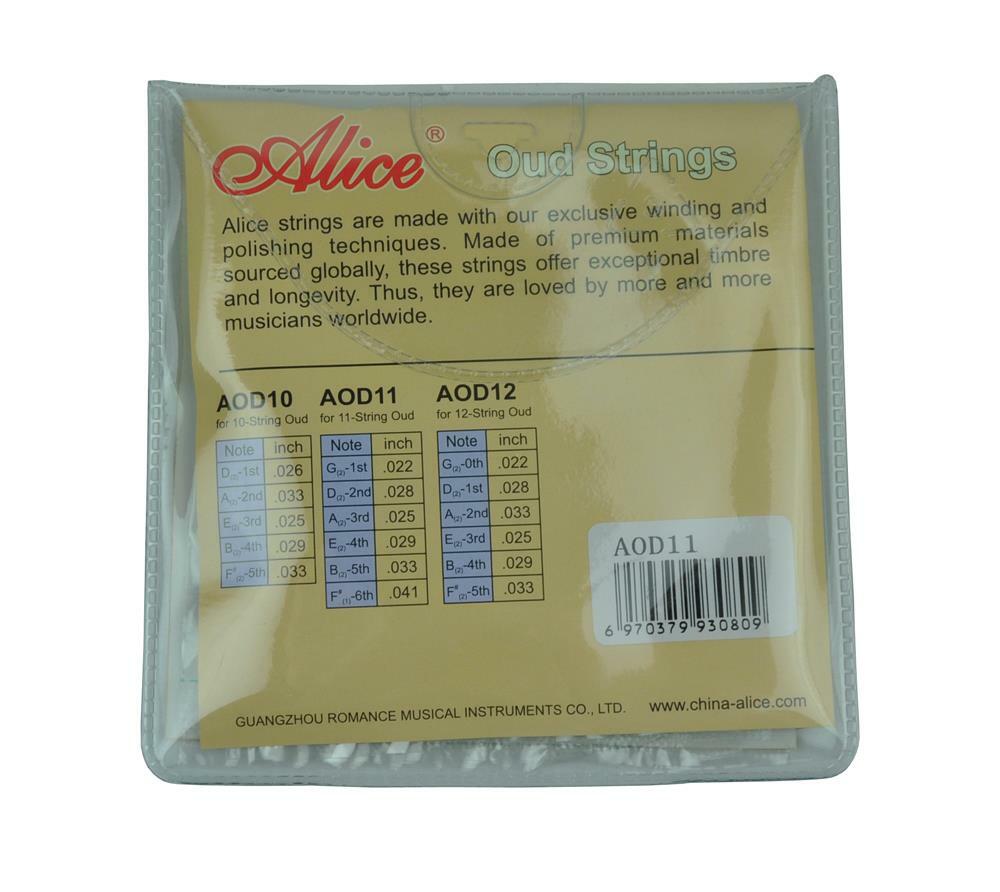 Alice ® Oud Strings
Alice strings are made with our exclusive winding and
polishing techniques. Made of premium materials
sourced globally, these strings offer exceptional timbre
and longevity. Thus, they are loved by more and more
musicians worldwide.
AOD10
for 10-String Oud
Note inch
D(2)-1st .026
A(2)-2nd .033
E(2)-3rd .025
B(2)-4th .029
F#(2)-5th .033
AOD11
for 11-String Oud
Note inch
G(2)-1st .022
D(2)-2nd .028
A(2)-3rd .025
E(2)-4th .029
B(2)-5th .033
F#(1)-6th .041
AOD12
for 12-String Oud
Note inch
G(2)-0th .022
D(2)-1st .028
A(2)-2nd .033
E(2)-3rd .025
B(2)-4th .029
F#(2)-5th .033
AOD11
6 970379 930809
GUANGZHOU ROMANCE MUSICAL INSTRUMENTS CO., LTD. www.china-alice.com